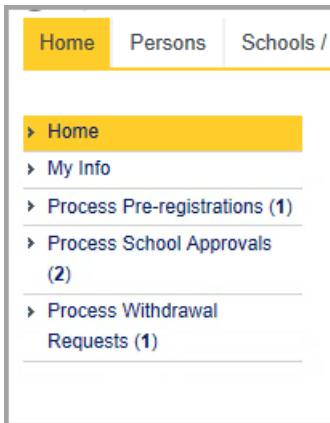 Home Persons Schools /
Home
My Info
Process Pre-registrations (1)
Process School Approvals
(2)
Process Withdrawal
Requests (1)